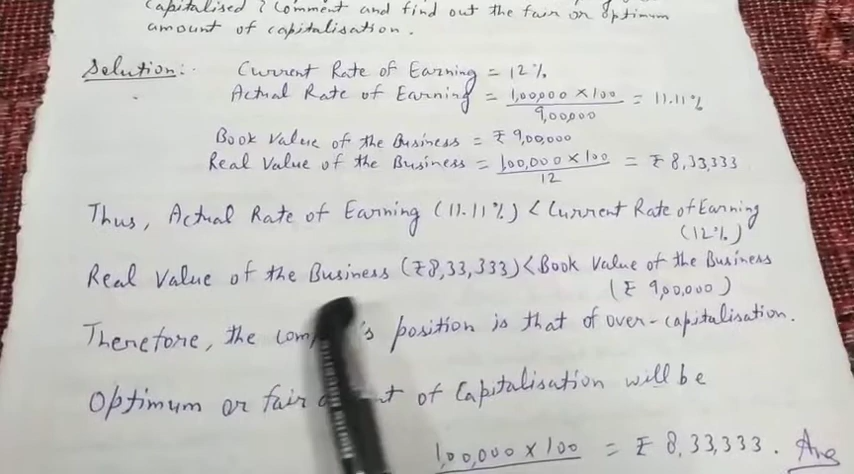 Capitalised? Comment and find out the fair or optimum
amount of capitalisation.
Solution:- Current Rate of Earning = 12%
Actual Rate of Earning = 1,00,000 × 100 / 9,00,000 = 11.11%
Book Value of the Business = ₹ 9,00,000
Real Value of the Business = 100,000 × 100 / 12 = ₹ 8,33,333
Thus, Actual Rate of Earning (11.11%) < Current Rate of Earning
(12%)
Real Value of the Business (₹8,33,333) < Book Value of the Business
(₹ 9,00,000)
Therefore, the position is that of over-capitalisation.
Optimum or fair of Capitalisation will be
1,00,000 × 100 = ₹ 8,33,333. Ans